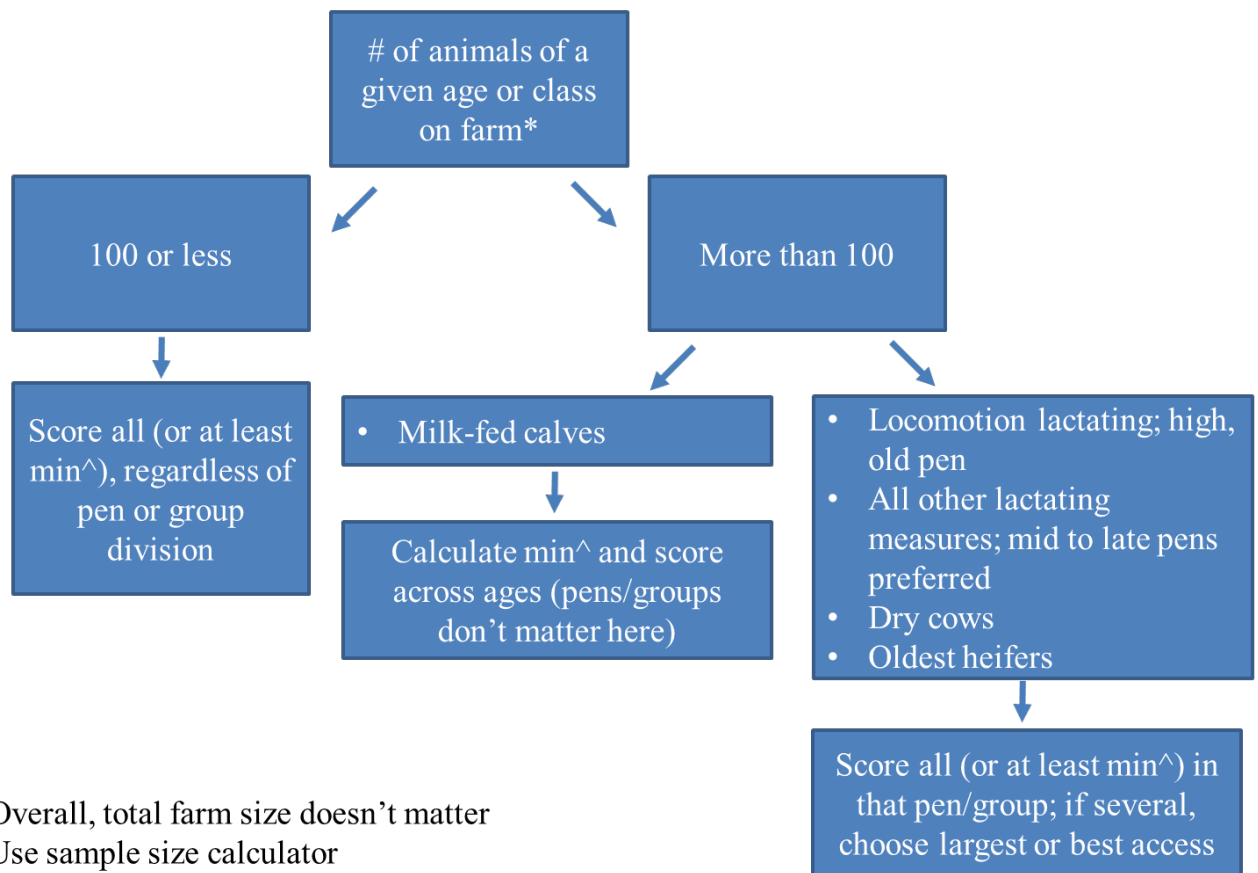 # of animals of a
given age or class
on farm*
100 or less
More than 100
Score all (or at least
min^), regardless of
pen or group
division
• Milk-fed calves
Calculate min^ and score
across ages (pens/groups
don’t matter here)
• Locomotion lactating; high,
old pen
• All other lactating
measures; mid to late pens
preferred
• Dry cows
• Oldest heifers
Score all (or at least min^) in
that pen/group; if several,
choose largest or best access
Overall, total farm size doesn’t matter
Use sample size calculator